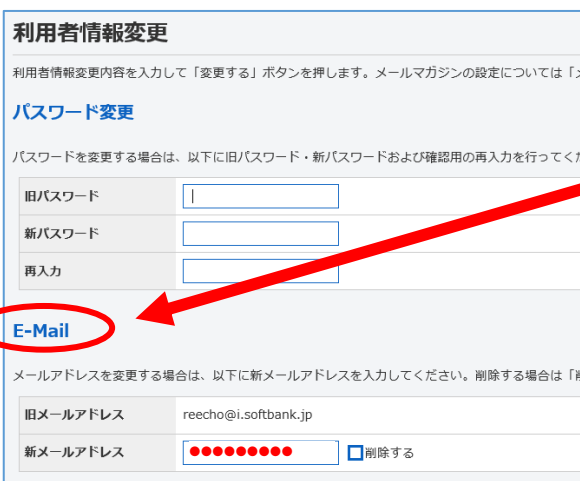 利用者情報変更
利用者情報変更内容を入力して「変更する」ボタンを押します。メールマガジンの設定については「
パスワード変更
パスワードを変更する場合は、以下に旧パスワード・新パスワードおよび確認用の再入力を行ってく
旧パスワード
新パスワード
再入力
E-Mail
メールアドレスを変更する場合は、以下に新メールアドレスを入力してください。削除する場合は「
旧メールアドレス reecho@i.softbank.jp
新メールアドレス ●●●●●●●●● 削除する